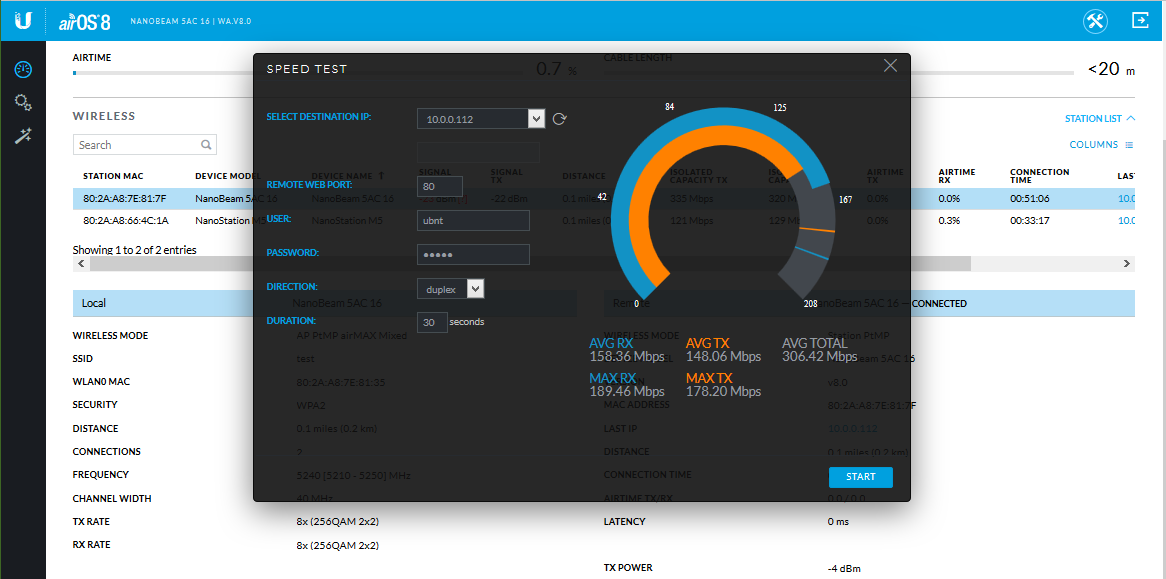 airOS 8 NANOBEAM 5AC 16 | WA.V8.0
AIRTIME 0.7 % CABLE LENGTH <20 m
WIRELESS STATION LIST
Search COLUMNS
STATION MAC DEVICE MODEL DEVICE NAME SIGNAL SIGNAL TX DISTANCE ISOLATED CAPACITY TX AIRTIME TX AIRTIME RX CONNECTION TIME LAS
80:2A:A8:7E:81:7F NanoBeam 5AC 16 NanoBeam 5AC 16 -22 dBm 0.1 miles 335 Mbps 320 M 0.0% 0.0% 00:51:06 10.0
80:2A:A8:66:4C:1A NanoStation M5 NanoStation M5 0.1 miles 121 Mbps 129 Mb 0.0% 0.3% 00:33:17 10.0
Showing 1 to 2 of 2 entries
SPEED TEST
SELECT DESTINATION IP: 10.0.0.112
REMOTE WEB PORT: 80
USER: ubnt
PASSWORD: •••••
DIRECTION: duplex
DURATION: 30 seconds
0
42
84
125
167
208
AVG RX AVG TX AVG TOTAL
158.36 Mbps 148.06 Mbps 306.42 Mbps
MAX RX MAX TX
189.46 Mbps 178.20 Mbps
START
Local NanoBeam 5AC 16
WIRELESS MODE AP PtMP airMAX Mixed
SSID test
WLAN0 MAC 80:2A:A8:7E:81:35
SECURITY WPA2
DISTANCE 0.1 miles (0.2 km)
CONNECTIONS 2
FREQUENCY 5240 [5210 - 5250] MHz
CHANNEL WIDTH 40 MHz
TX RATE 8x (256QAM 2x2)
RX RATE 8x (256QAM 2x2)
Remote noBeam 5AC 16 — CONNECTED
WIRELESS MODE Station PtMP
Beam 5AC 16
v8.0
MAC ADDRESS 80:2A:A8:7E:81:7F
LAST IP 10.0.0.112
DISTANCE 0.1 miles (0.2 km)
CONNECTION TIME
AIRTIME TX/RX 0.0 / 0.0
LATENCY 0 ms
TX POWER -4 dBm